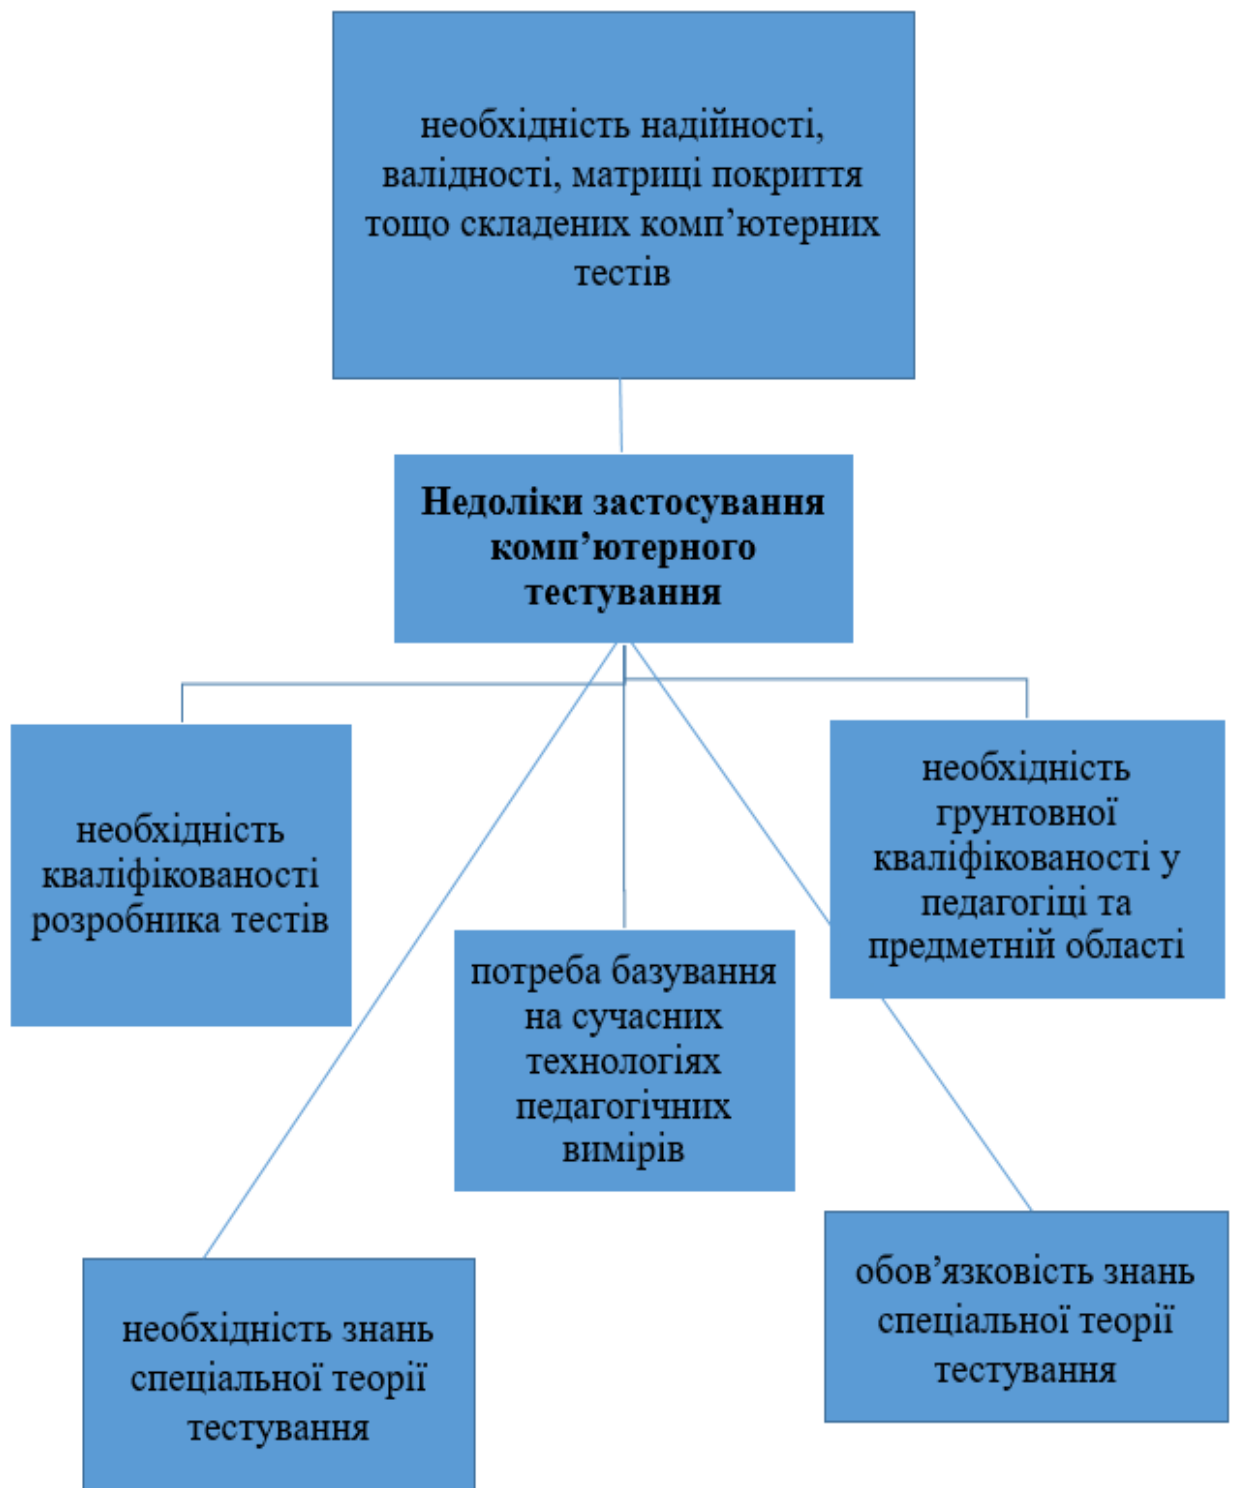 необхідність надійності,
валідності, матриці покриття
тощо складених комп’ютерних
тестів
Недоліки застосування
комп’ютерного
тестування
необхідність
кваліфікованості
розробника тестів
потреба базування
на сучасних
технологіях
педагогічних
вимірів
необхідність
грунтовної
кваліфікованості у
педагогіці та
предметній області
необхідність знань
спеціальної теорії
тестування
обов’язковість знань
спеціальної теорії
тестування